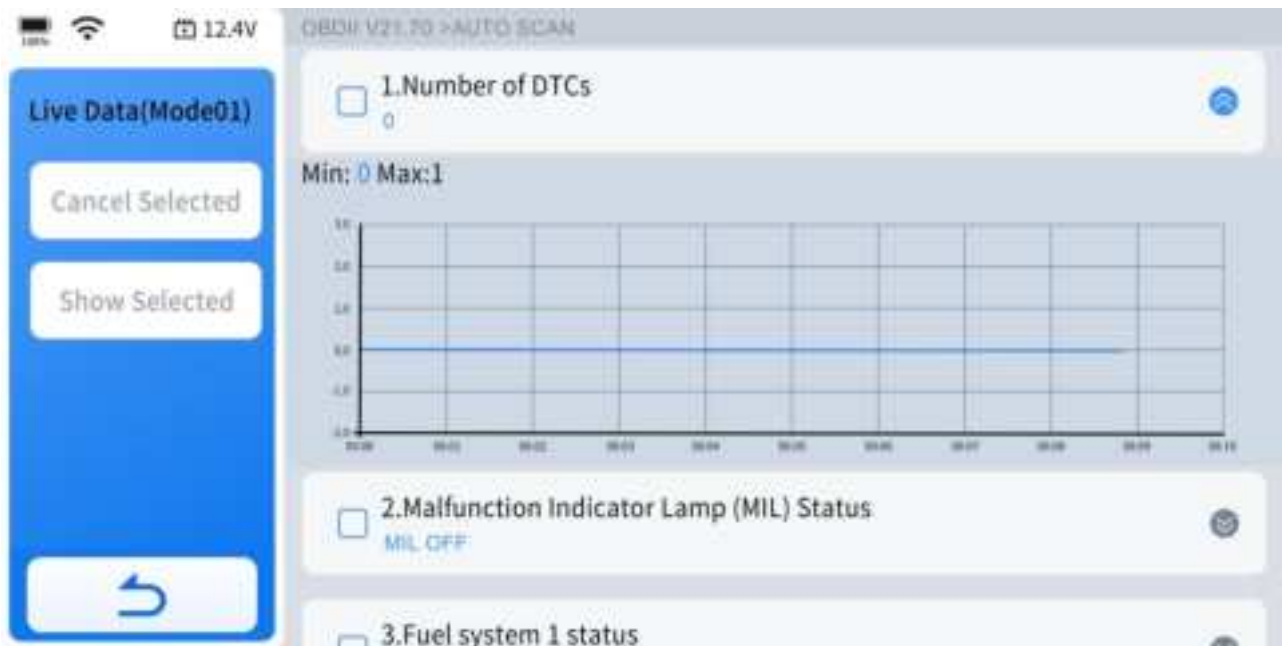 100%
12.4V
OBDII V21.70 >AUTO SCAN
Live Data(Mode01)
Cancel Selected
Show Selected
1.Number of DTCs
0
Min: 0 Max:1
2.Malfunction Indicator Lamp (MIL) Status
MIL OFF
3.Fuel system 1 status